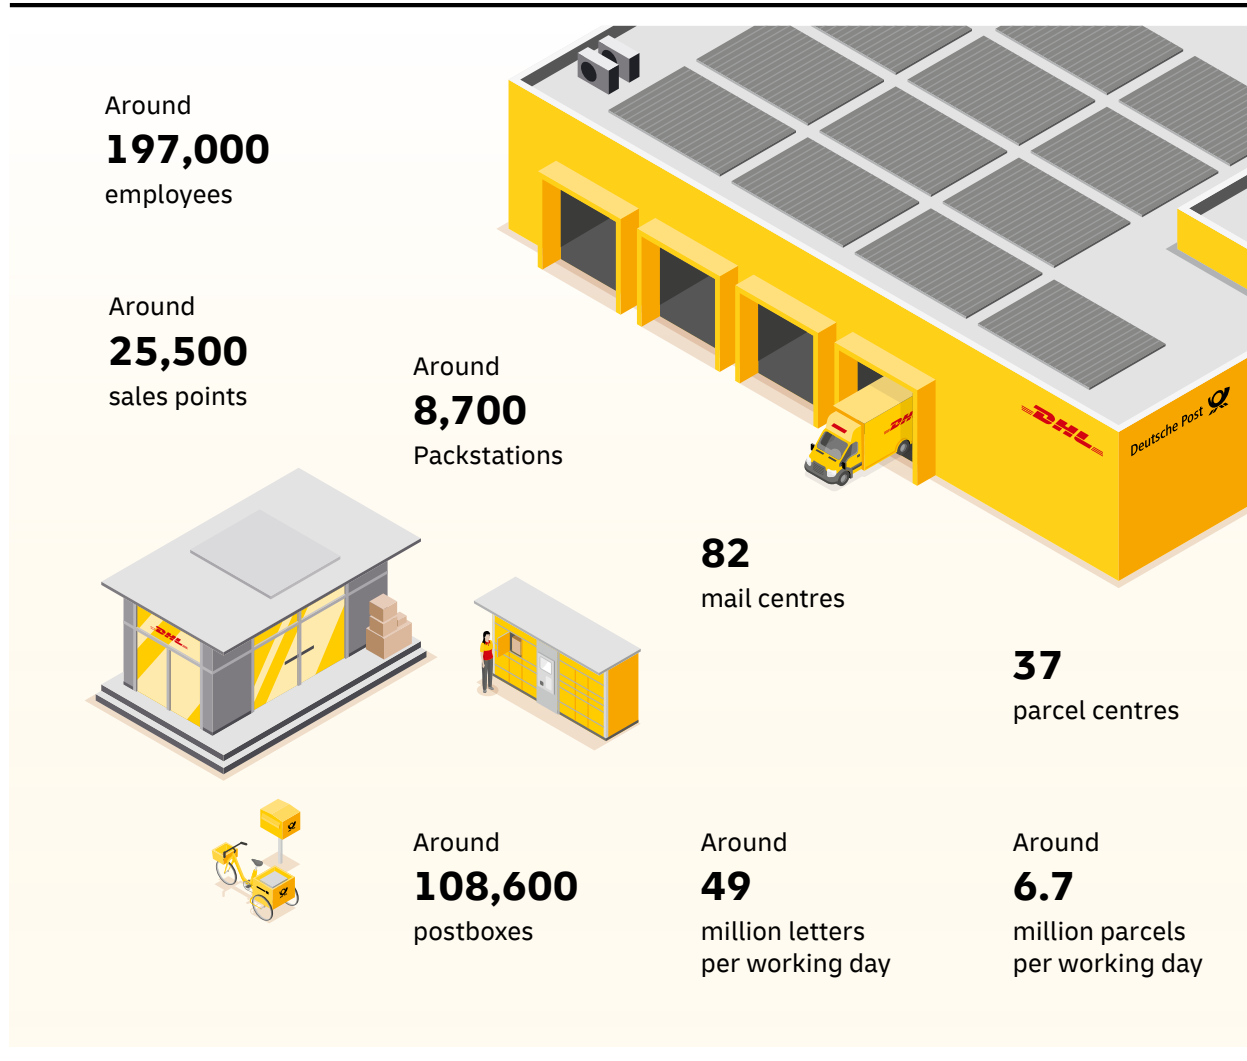 Around
197,000
employees
Around
25,500
sales points
Around
8,700
Packstations
DHL
DHL
Deutsche Post
82
mail centres
DHL
37
parcel centres
Around
108,600
postboxes
Around
49
million letters
per working day
Around
6.7
million parcels
per working day